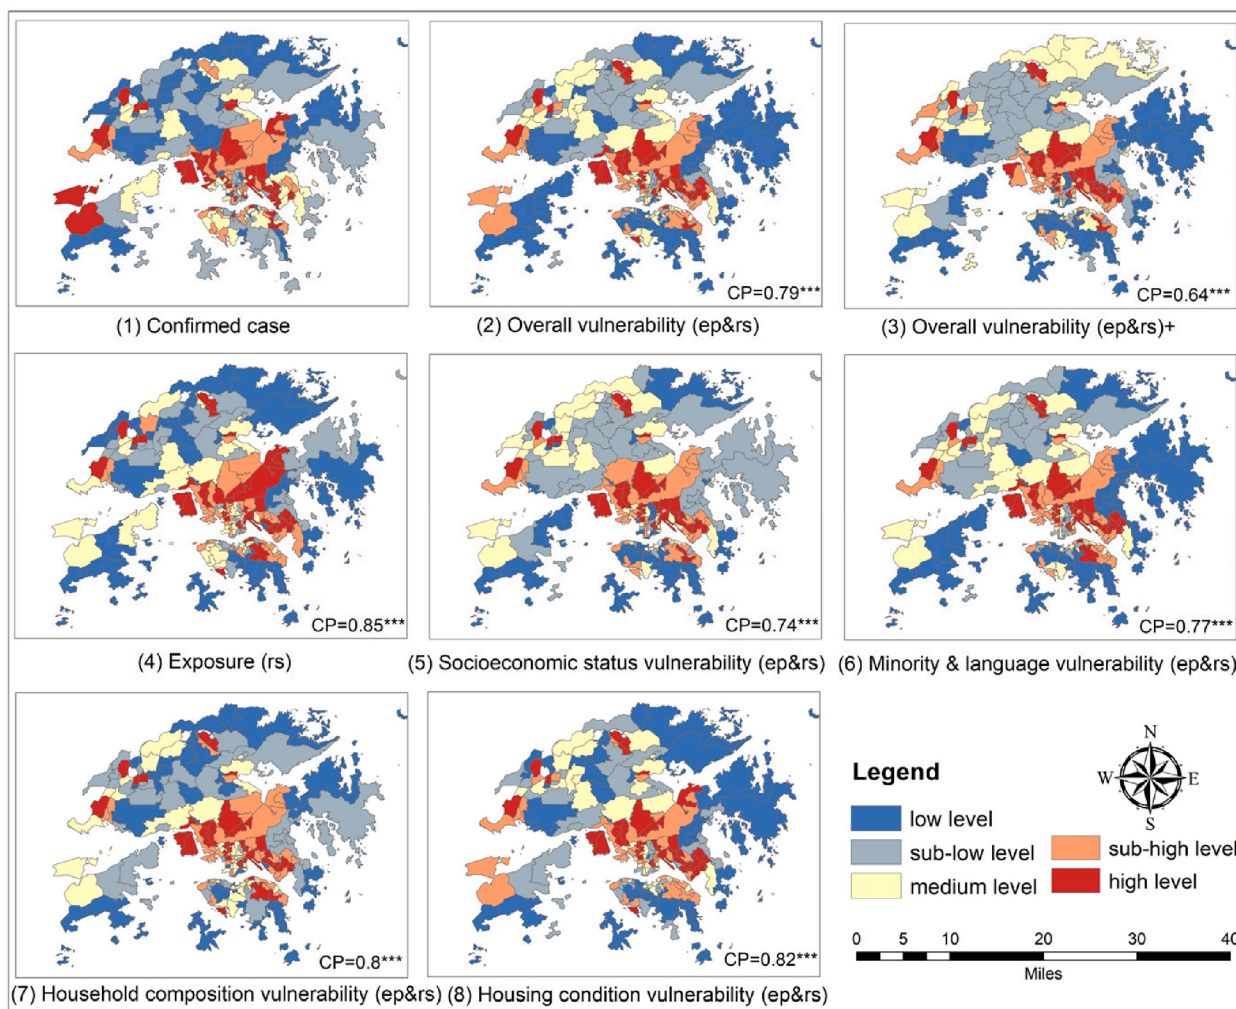 (1) Confirmed case
CP=0.79***
(2) Overall vulnerability (ep&rs)
CP=0.64***
(3) Overall vulnerability (ep&rs)+
CP=0.85***
(4) Exposure (rs)
CP=0.74***
(5) Socioeconomic status vulnerability (ep&rs)
CP=0.77***
(6) Minority & language vulnerability (ep&rs)
CP=0.8***
(7) Household composition vulnerability (ep&rs)
CP=0.82***
(8) Housing condition vulnerability (ep&rs)
N
W E
S
Legend
low level
sub-low level
medium level
sub-high level
high level
0 5 10 20 30 40
Miles